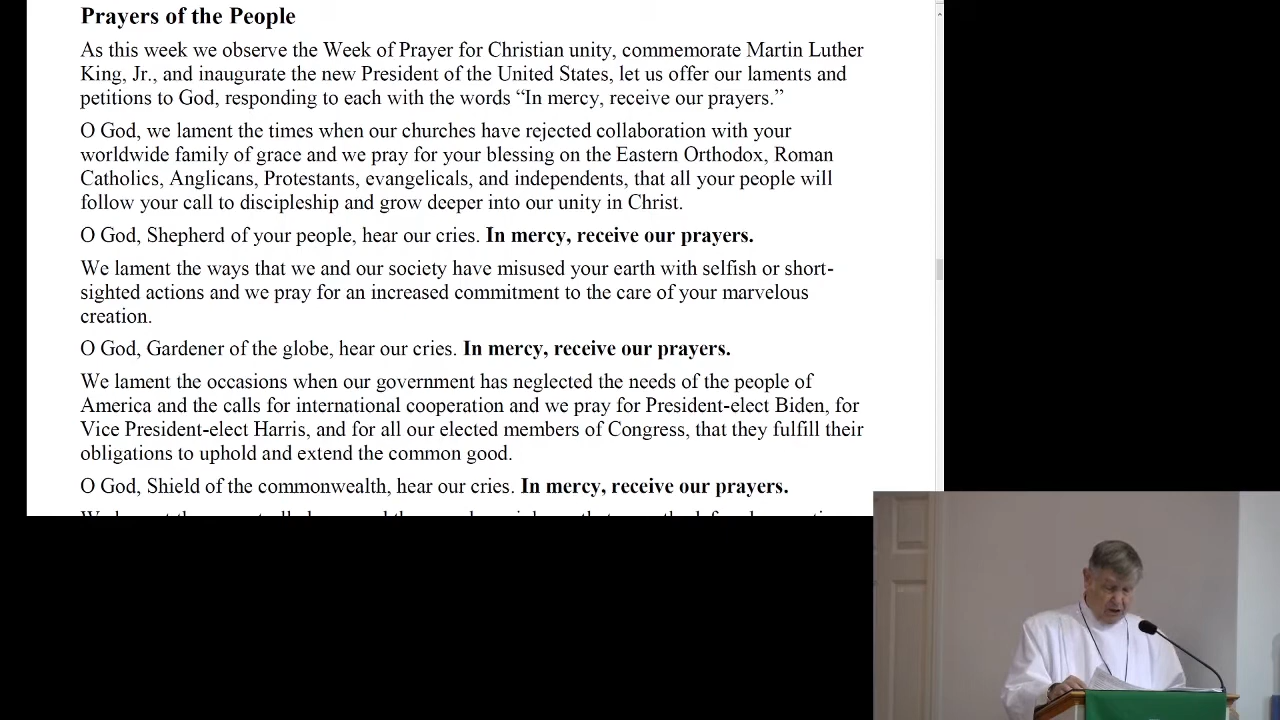 Prayers of the People
As this week we observe the Week of Prayer for Christian unity, commemorate Martin Luther
King, Jr., and inaugurate the new President of the United States, let us offer our laments and
petitions to God, responding to each with the words “In mercy, receive our prayers.”
O God, we lament the times when our churches have rejected collaboration with your
worldwide family of grace and we pray for your blessing on the Eastern Orthodox, Roman
Catholics, Anglicans, Protestants, evangelicals, and independents, that all your people will
follow your call to discipleship and grow deeper into our unity in Christ.
O God, Shepherd of your people, hear our cries. In mercy, receive our prayers.
We lament the ways that we and our society have misused your earth with selfish or short-
sighted actions and we pray for an increased commitment to the care of your marvelous
creation.
O God, Gardener of the globe, hear our cries. In mercy, receive our prayers.
We lament the occasions when our government has neglected the needs of the people of
America and the calls for international cooperation and we pray for President-elect Biden, for
Vice President-elect Harris, and for all our elected members of Congress, that they fulfill their
obligations to uphold and extend the common good.
O God, Shield of the commonwealth, hear our cries. In mercy, receive our prayers.